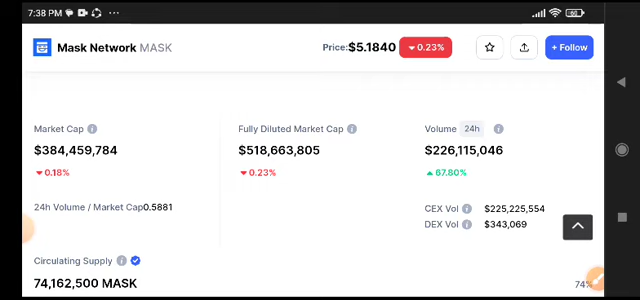 7:38 PM
60
Mask Network MASK
Price:$5.1840
0.23%
+ Follow
Market Cap
Fully Diluted Market Cap
Volume 24h
$384,459,784
$518,663,805
$226,115,046
0.18%
0.23%
67.80%
24h Volume / Market Cap0.5881
CEX Vol $225,225,554
DEX Vol $343,069
Circulating Supply
74,162,500 MASK
74%